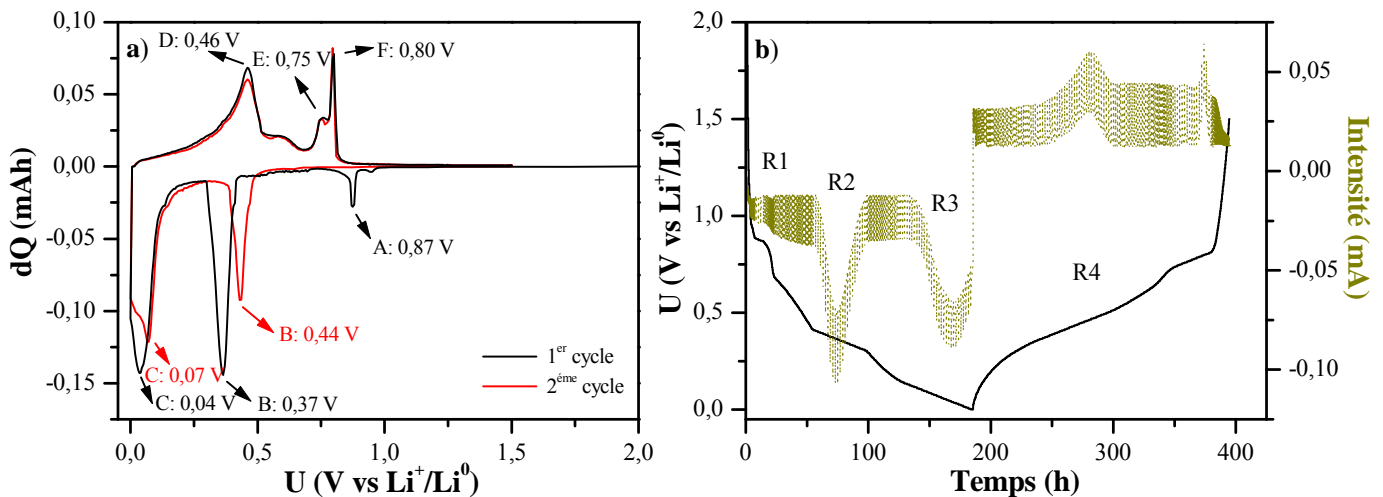 a)
D: 0,46 V
E: 0,75 V
F: 0,80 V
A: 0,87 V
B: 0,44 V
C: 0,07 V
C: 0,04 V
B: 0,37 V
1er cycle
2éme cycle
0,10
0,05
0,00
-0,05
-0,10
-0,15
dQ (mAh)
0,0
0,5
1,0
1,5
2,0
U (V vs Li+/Li0)
b)
R1
R2
R3
R4
2,0
1,5
1,0
0,5
0,0
U (V vs Li+/Li0)
0
100
200
300
400
Temps (h)
0,05
0,00
-0,05
-0,10
Intensité (mA)